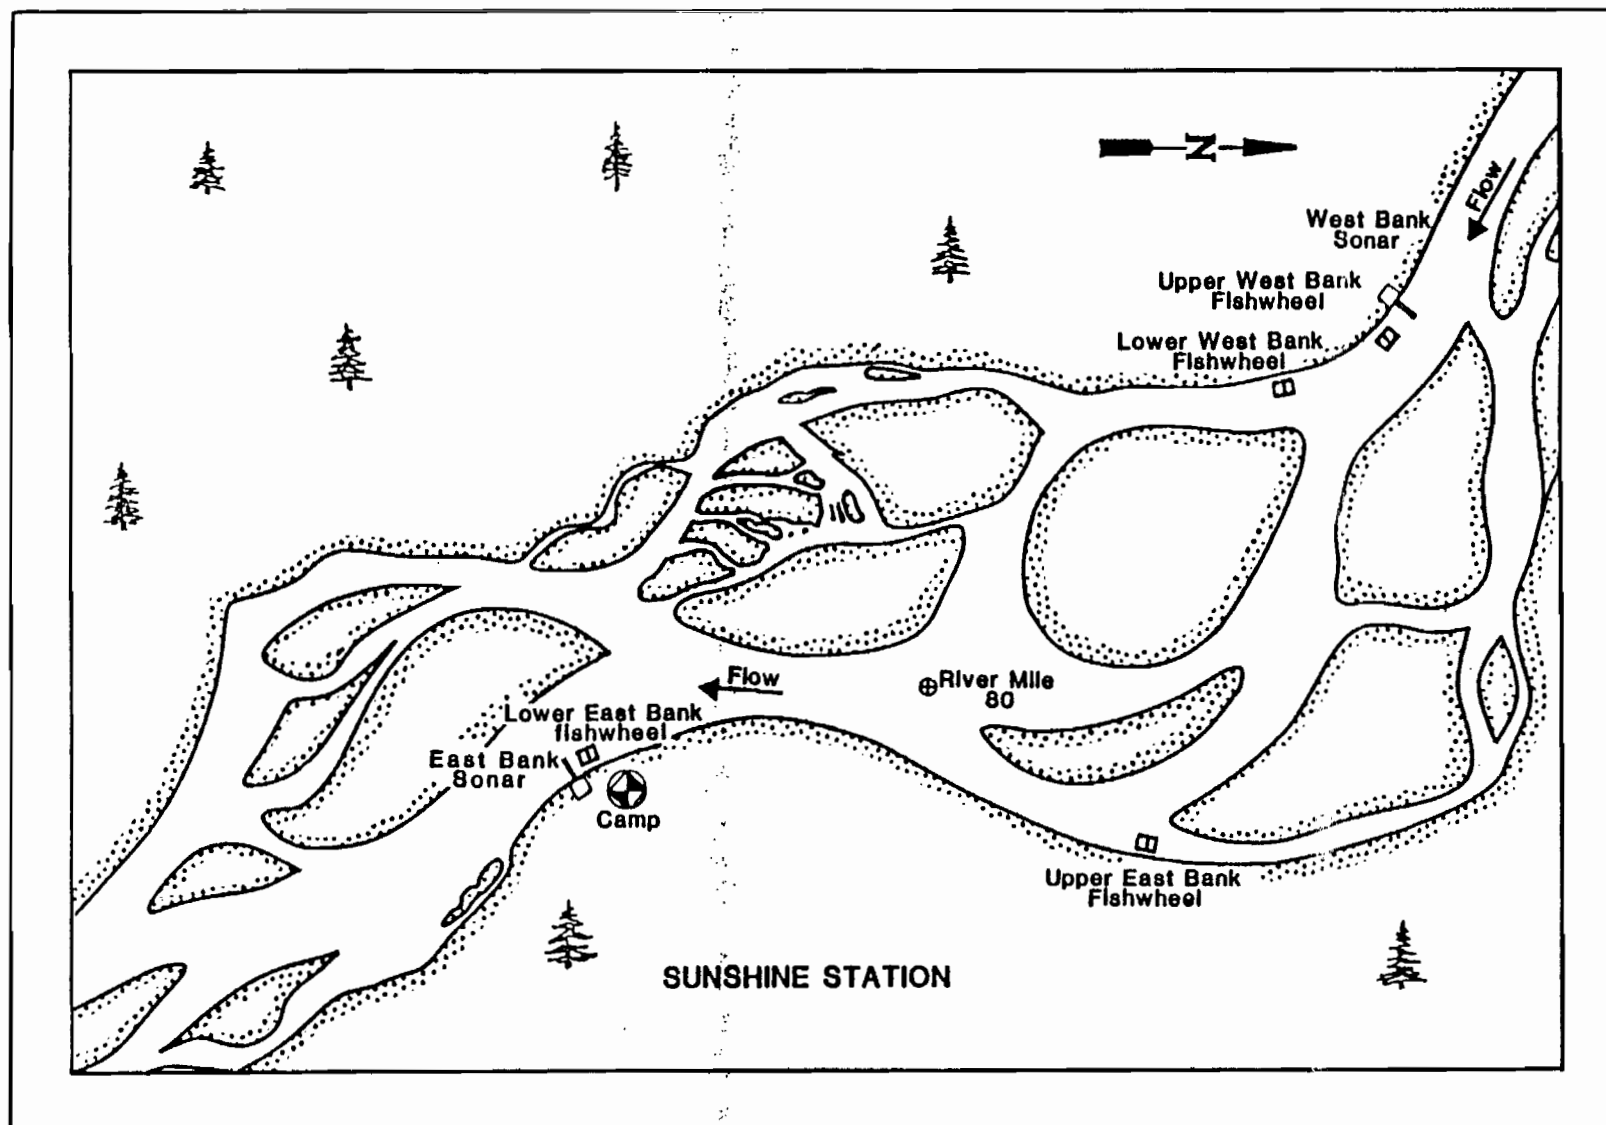 N
Flow
West Bank
Sonar
Upper West Bank
Fishwheel
Lower West Bank
Fishwheel
Flow
River Mile
80
Lower East Bank
fishwheel
East Bank
Sonar
Camp
Upper East Bank
Fishwheel
SUNSHINE STATION